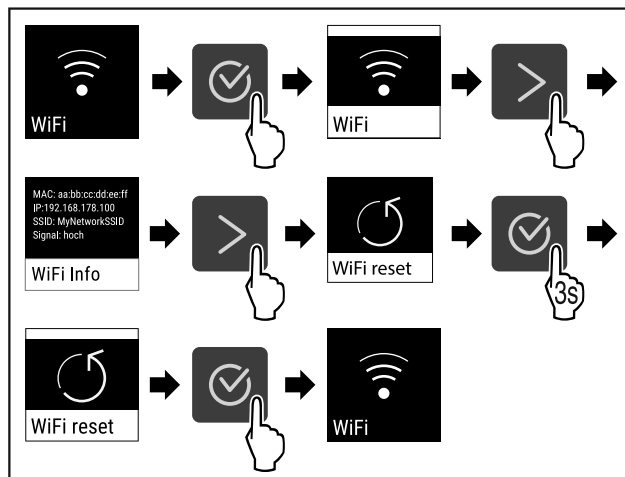 WiFi
WiFi
MAC: aa:bb:cc:dd:ee:ff
IP:192.168.178.100
SSID: MyNetworkSSID
Signal: hoch
WiFi Info
WiFi reset
3s
WiFi reset
WiFi